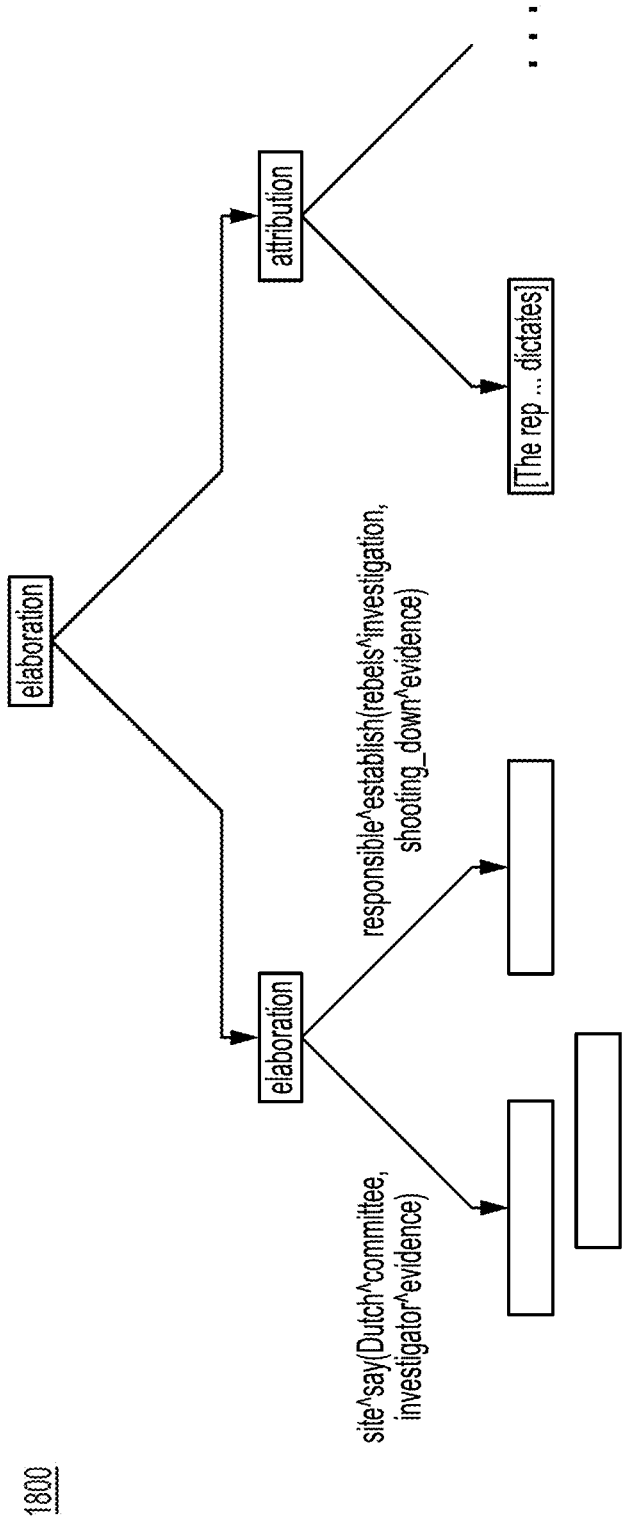 1800
elaboration
elaboration
attribution
site^say(Dutch^committee,
investigator^evidence)
responsible^establish(rebels^investigation,
shooting_down^evidence)
[The rep ... dictates]
...